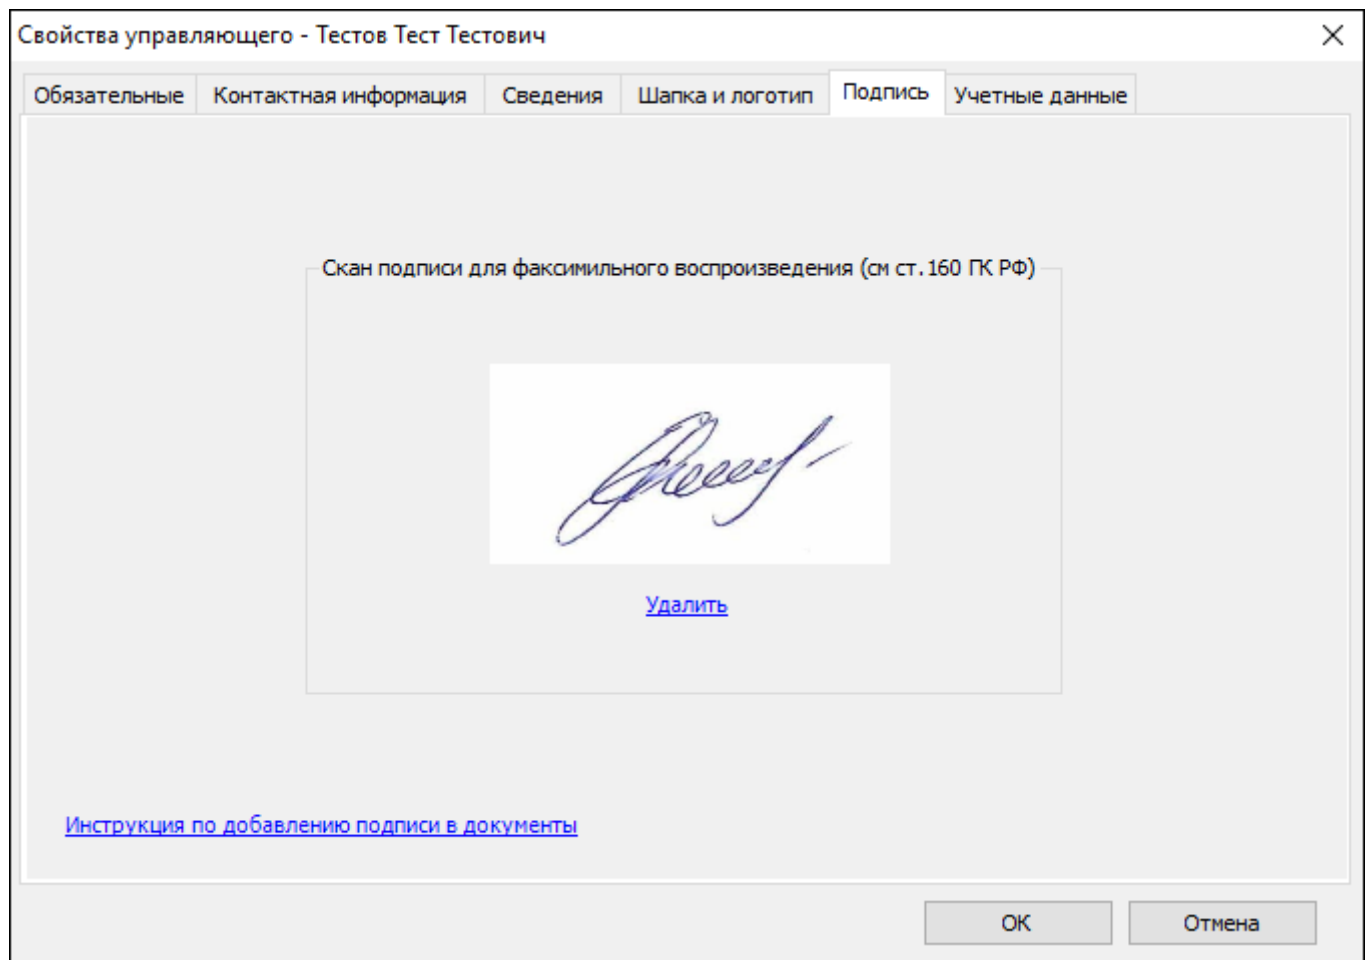 Свойства управляющего - Тестов Тест Тестович
Обязательные Контактная информация Сведения Шапка и логотип Подпись Учетные данные
Скан подписи для факсимильного воспроизведения (см ст.160 ГК РФ)
Удалить
Инструкция по добавлению подписи в документы
ОК Отмена